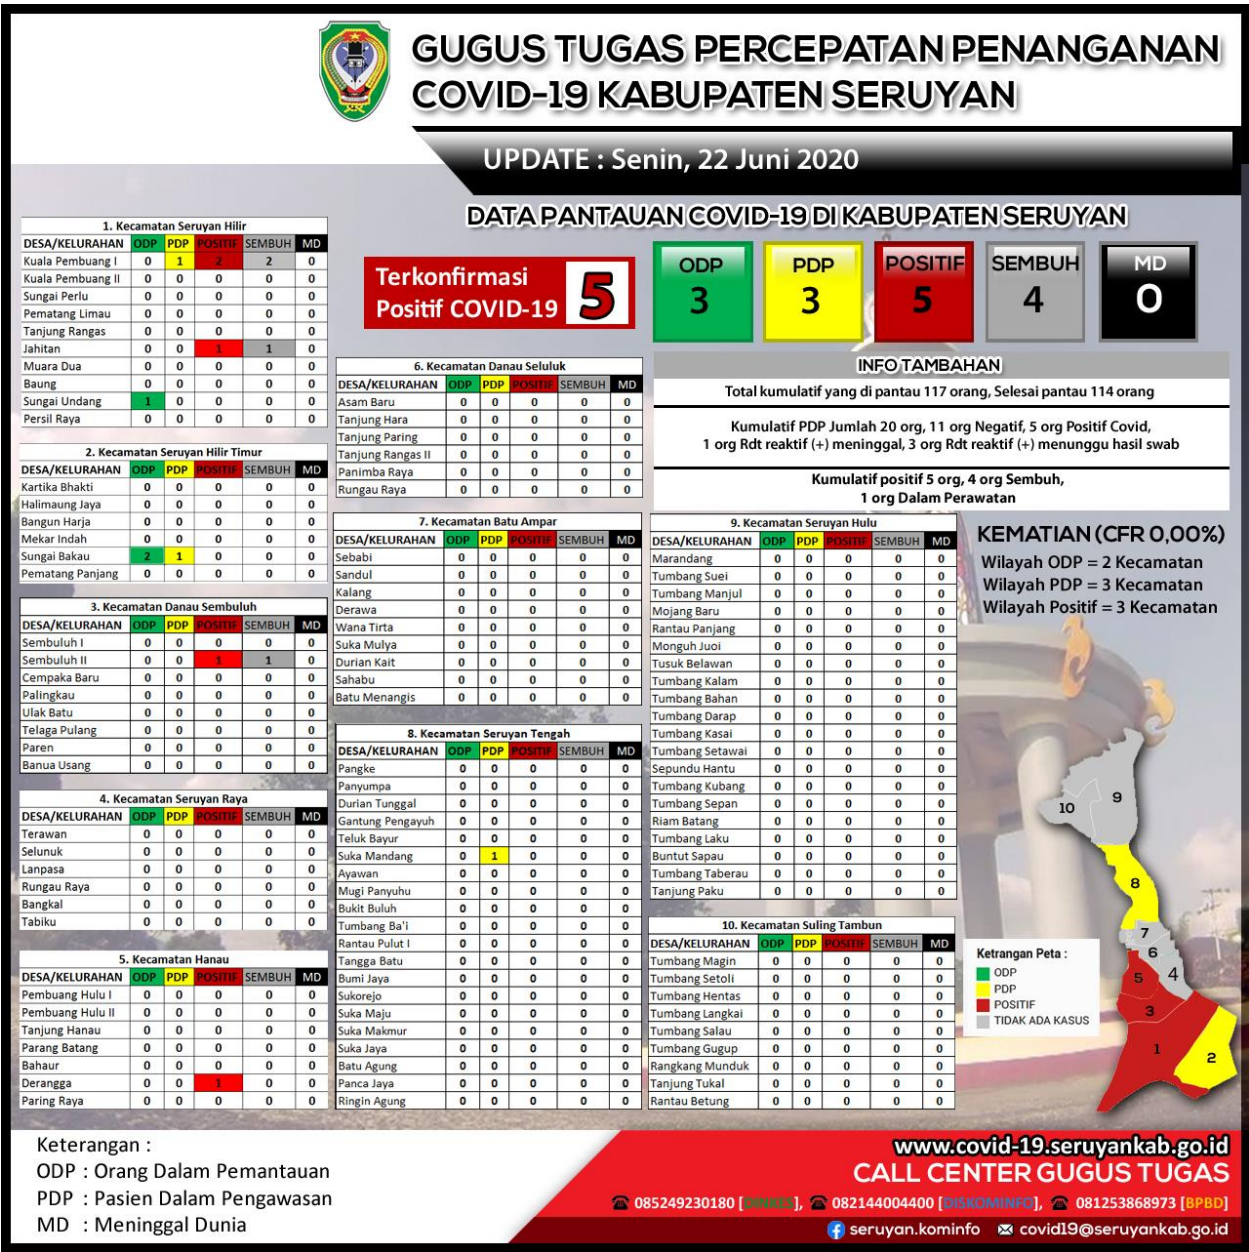 GUGUS TUGAS PERCEPATAN PENANGANAN
COVID-19 KABUPATEN SERUYAN
UPDATE : Senin, 22 Juni 2020
DATA PANTAUAN COVID-19 DI KABUPATEN SERUYAN
Terkonfirmasi
Positif COVID-19 5
ODP PDP POSITIF SEMBUH MD
3 3 5 4 0
INFO TAMBAHAN
Total kumulatif yang di pantau 117 orang, Selesai pantau 114 orang
Kumulatif PDP Jumlah 20 org, 11 org Negatif, 5 org Positif Covid,
1 org Rdt reaktif (+) meninggal, 3 org Rdt reaktif (+) menunggu hasil swab
Kumulatif positif 5 org, 4 org Sembuh,
1 org Dalam Perawatan
1. Kecamatan Seruyan Hilir
DESA/KELURAHAN ODP PDP POSITIF SEMBUH MD
Kuala Pembuang I 0 1 2 2 0
Kuala Pembuang II 0 0 0 0 0
Sungai Perlu 0 0 0 0 0
Pematang Limau 0 0 0 0 0
Tanjung Rangas 0 0 0 0 0
Jahitan 0 0 1 1 0
Muara Dua 0 0 0 0 0
Baung 0 0 0 0 0
Sungai Undang 1 0 0 0 0
Persil Raya 0 0 0 0 0
2. Kecamatan Seruyan Hilir Timur
DESA/KELURAHAN ODP PDP POSITIF SEMBUH MD
Kartika Bhakti 0 0 0 0 0
Halimaung Jaya 0 0 0 0 0
Bangun Harja 0 0 0 0 0
Mekar Indah 0 0 0 0 0
Sungai Bakau 2 1 0 0 0
Pematang Panjang 0 0 0 0 0
3. Kecamatan Danau Sembuluh
DESA/KELURAHAN ODP PDP POSITIF SEMBUH MD
Sembuluh I 0 0 0 0 0
Sembuluh II 0 0 1 1 0
Cempaka Baru 0 0 0 0 0
Palingkau 0 0 0 0 0
Ulak Batu 0 0 0 0 0
Telaga Pulang 0 0 0 0 0
Paren 0 0 0 0 0
Banua Usang 0 0 0 0 0
4. Kecamatan Seruyan Raya
DESA/KELURAHAN ODP PDP POSITIF SEMBUH MD
Terawan 0 0 0 0 0
Selunuk 0 0 0 0 0
Lanpasa 0 0 0 0 0
Rungau Raya 0 0 0 0 0
Bangkal 0 0 0 0 0
Tabiku 0 0 0 0 0
5. Kecamatan Hanau
DESA/KELURAHAN ODP PDP POSITIF SEMBUH MD
Pembuang Hulu I 0 0 0 0 0
Pembuang Hulu II 0 0 0 0 0
Tanjung Hanau 0 0 0 0 0
Parang Batang 0 0 0 0 0
Bahaur 0 0 0 0 0
Derangga 0 0 1 0 0
Paring Raya 0 0 0 0 0
6. Kecamatan Danau Seluluk
DESA/KELURAHAN ODP PDP POSITIF SEMBUH MD
Asam Baru 0 0 0 0 0
Tanjung Hara 0 0 0 0 0
Tanjung Paring 0 0 0 0 0
Tanjung Rangas II 0 0 0 0 0
Panimba Raya 0 0 0 0 0
Rungau Raya 0 0 0 0 0
7. Kecamatan Batu Ampar
DESA/KELURAHAN ODP PDP POSITIF SEMBUH MD
Sebabi 0 0 0 0 0
Sandul 0 0 0 0 0
Kalang 0 0 0 0 0
Derawa 0 0 0 0 0
Wana Tirta 0 0 0 0 0
Suka Mulya 0 0 0 0 0
Durian Kait 0 0 0 0 0
Sahabu 0 0 0 0 0
Batu Menangis 0 0 0 0 0
8. Kecamatan Seruyan Tengah
DESA/KELURAHAN ODP PDP POSITIF SEMBUH MD
Pangke 0 0 0 0 0
Panyumpa 0 0 0 0 0
Durian Tunggal 0 0 0 0 0
Gantung Pengayuh 0 0 0 0 0
Teluk Bayur 0 0 0 0 0
Suka Mandang 0 1 0 0 0
Ayawan 0 0 0 0 0
Mugi Panyuhu 0 0 0 0 0
Bukit Buluh 0 0 0 0 0
Tumbang Ba'i 0 0 0 0 0
Rantau Pulut I 0 0 0 0 0
Tangga Batu 0 0 0 0 0
Bumi Jaya 0 0 0 0 0
Sukorejo 0 0 0 0 0
Suka Maju 0 0 0 0 0
Suka Makmur 0 0 0 0 0
Suka Jaya 0 0 0 0 0
Batu Agung 0 0 0 0 0
Panca Jaya 0 0 0 0 0
Ringin Agung 0 0 0 0 0
9. Kecamatan Seruyan Hulu
DESA/KELURAHAN ODP PDP POSITIF SEMBUH MD
Marandang 0 0 0 0 0
Tumbang Suei 0 0 0 0 0
Tumbang Manjul 0 0 0 0 0
Mojang Baru 0 0 0 0 0
Rantau Panjang 0 0 0 0 0
Monguh Juoi 0 0 0 0 0
Tusuk Belawan 0 0 0 0 0
Tumbang Kalam 0 0 0 0 0
Tumbang Bahan 0 0 0 0 0
Tumbang Darap 0 0 0 0 0
Tumbang Kasai 0 0 0 0 0
Tumbang Setawai 0 0 0 0 0
Sepundu Hantu 0 0 0 0 0
Tumbang Kubang 0 0 0 0 0
Tumbang Sepan 0 0 0 0 0
Riam Batang 0 0 0 0 0
Tumbang Laku 0 0 0 0 0
Buntut Sapau 0 0 0 0 0
Tumbang Taberau 0 0 0 0 0
Tanjung Paku 0 0 0 0 0
10. Kecamatan Suling Tambun
DESA/KELURAHAN ODP PDP POSITIF SEMBUH MD
Tumbang Magin 0 0 0 0 0
Tumbang Setoli 0 0 0 0 0
Tumbang Hentas 0 0 0 0 0
Tumbang Langkai 0 0 0 0 0
Tumbang Salau 0 0 0 0 0
Tumbang Gugup 0 0 0 0 0
Rangkang Munduk 0 0 0 0 0
Tanjung Tukal 0 0 0 0 0
Rantau Betung 0 0 0 0 0
KEMATIAN (CFR 0,00%)
Wilayah ODP = 2 Kecamatan
Wilayah PDP = 3 Kecamatan
Wilayah Positif = 3 Kecamatan
9
10
8
7
6
5
4
3
1
2
Ketrangan Peta :
ODP
PDP
POSITIF
TIDAK ADA KASUS
Keterangan :
ODP : Orang Dalam Pemantauan
PDP : Pasien Dalam Pengawasan
MD : Meninggal Dunia
www.covid-19.seruyankab.go.id
CALL CENTER GUGUS TUGAS
085249230180 [DINKES], 082144004400 [DISKOMINFO], 081253868973 [BPBD]
seruyan.kominfo covid19@seruyankab.go.id